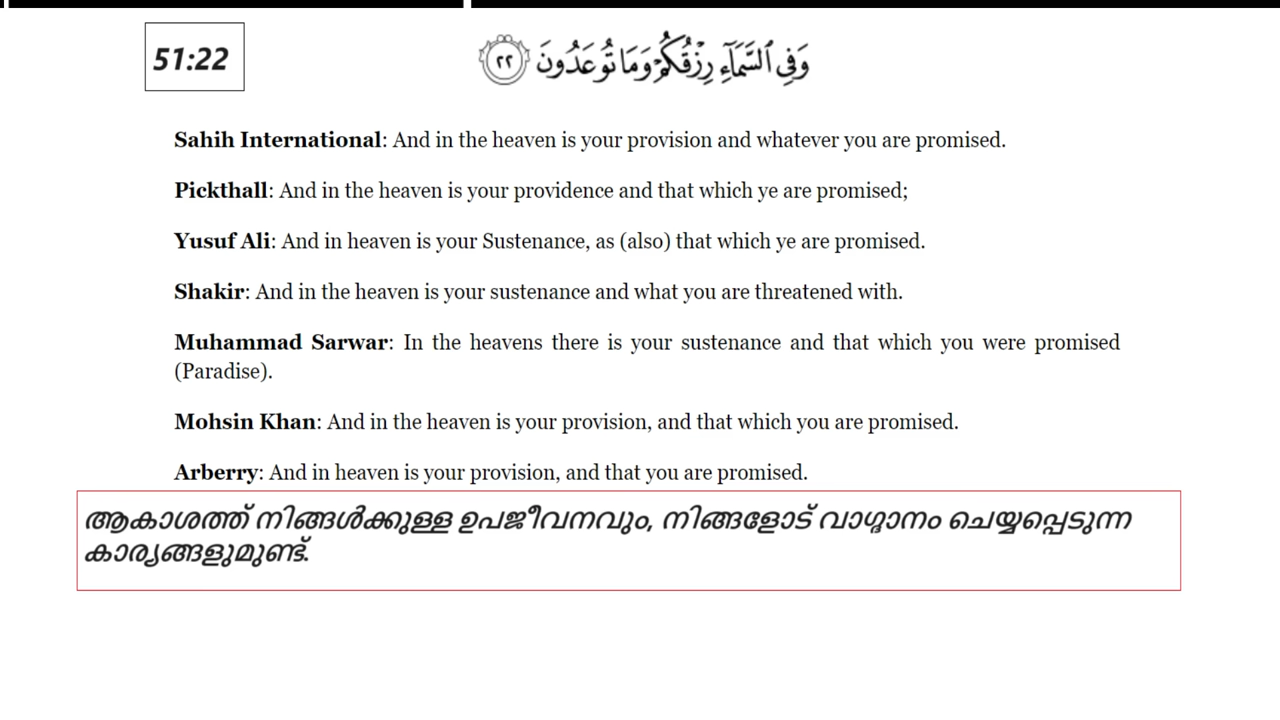 51:22
وَفِي ٱلسَّمَآءِ رِزْقُكُمْ وَمَا تُوعَدُونَ ٢٢
Sahih International: And in the heaven is your provision and whatever you are promised.
Pickthall: And in the heaven is your providence and that which ye are promised;
Yusuf Ali: And in heaven is your Sustenance, as (also) that which ye are promised.
Shakir: And in the heaven is your sustenance and what you are threatened with.
Muhammad Sarwar: In the heavens there is your sustenance and that which you were promised
(Paradise).
Mohsin Khan: And in the heaven is your provision, and that which you are promised.
Arberry: And in heaven is your provision, and that you are promised.
ആകാശത്ത് നിങ്ങൾക്കുള്ള ഉപജീവനവും, നിങ്ങളോട് വാഗ്ദാനം ചെയ്യപ്പെടുന്ന
കാര്യങ്ങളുമുണ്ട്.